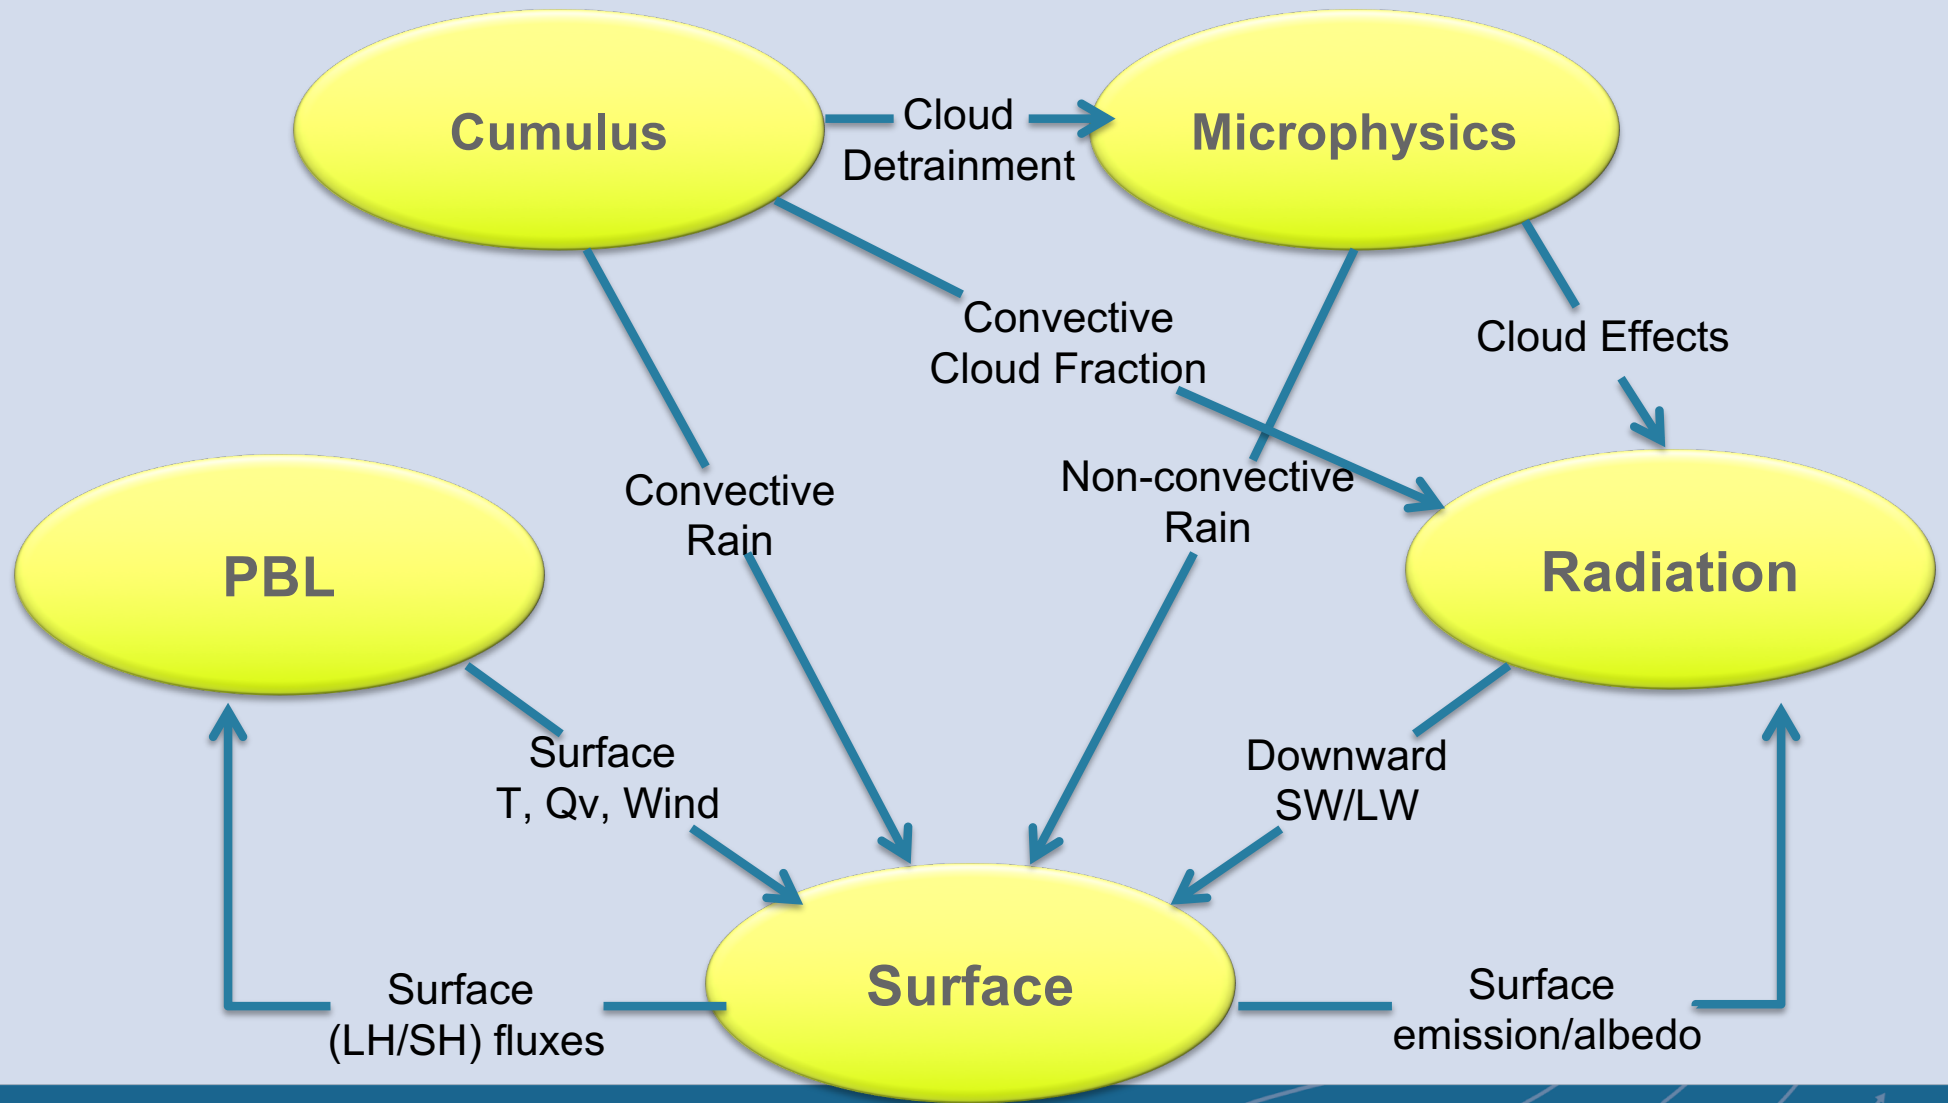 Cumulus
Cloud
Detrainment
Microphysics
Convective
Cloud Fraction
Cloud Effects
Convective
Rain
Non-convective
Rain
PBL
Radiation
Surface
T, Qv, Wind
Downward
SW/LW
Surface
(LH/SH) fluxes
Surface
Surface
emission/albedo